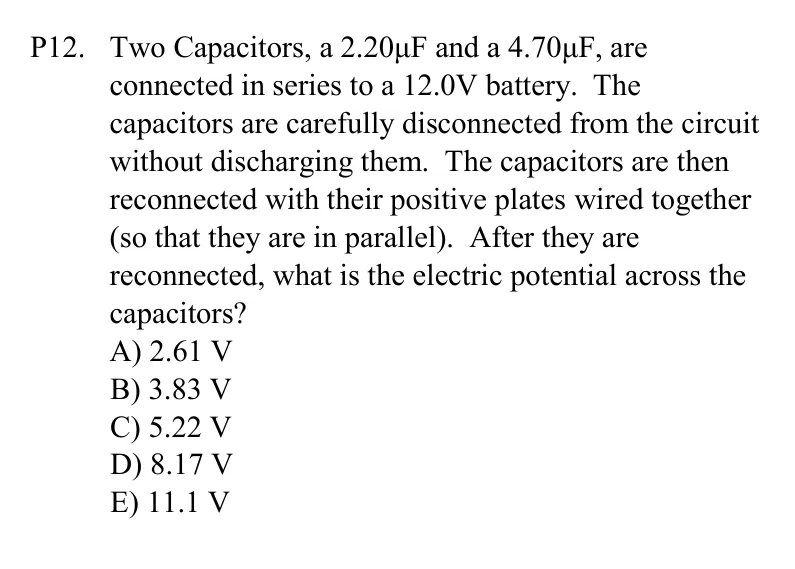 P12. Two Capacitors, a 2.20μF and a 4.70μF, are
connected in series to a 12.0V battery. The
capacitors are carefully disconnected from the circuit
without discharging them. The capacitors are then
reconnected with their positive plates wired together
(so that they are in parallel). After they are
reconnected, what is the electric potential across the
capacitors?
A) 2.61 V
B) 3.83 V
C) 5.22 V
D) 8.17 V
E) 11.1 V